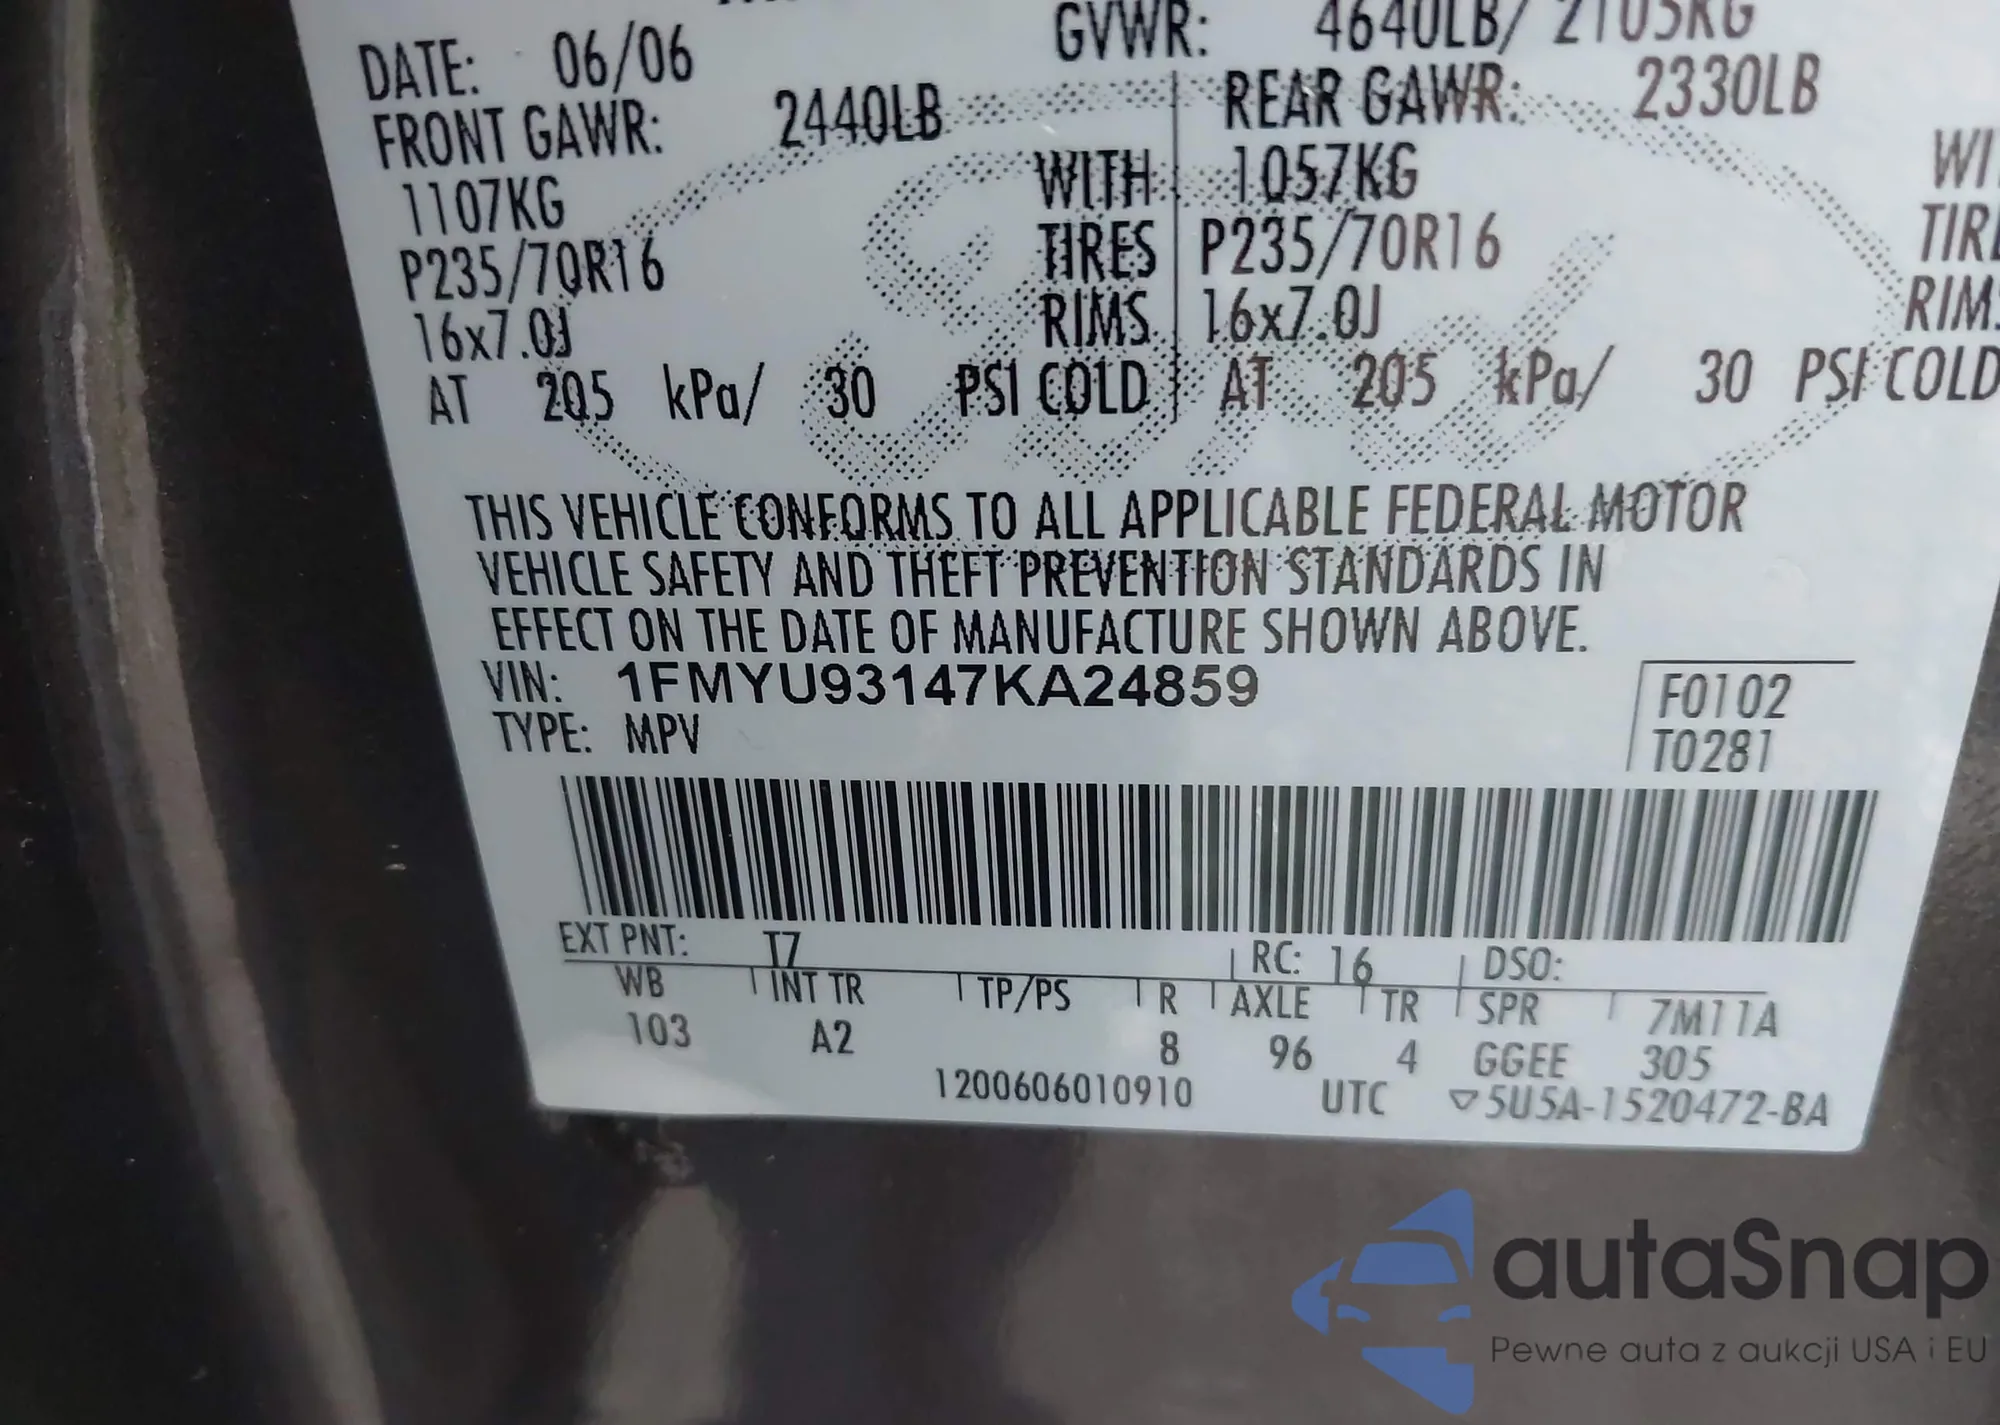 DATE: 06/06 GVWR: 4640LB/ 2105KG
FRONT GAWR: 2440LB REAR GAWR: 2330LB
1107KG WITH 1057KG
P235/70R16 TIRES P235/70R16
16x7.0J RIMS 16x7.0J
AT 205 kPa/ 30 PSI COLD AT 205 kPa/ 30 PSI COLD
THIS VEHICLE CONFORMS TO ALL APPLICABLE FEDERAL MOTOR
VEHICLE SAFETY AND THEFT PREVENTION STANDARDS IN
EFFECT ON THE DATE OF MANUFACTURE SHOWN ABOVE.
VIN: 1FMYU93147KA24859
TYPE: MPV
F0102
T0281
EXT PNT: T7 RC: 16 DSO:
WB INT TR TP/PS R AXLE TR SPR 7M11A
103 A2 8 96 4 GGEE 305
1200606010910 UTC ▽5U5A-1520472-BA
autaSnap
Pewne auta z aukcji USA i EU